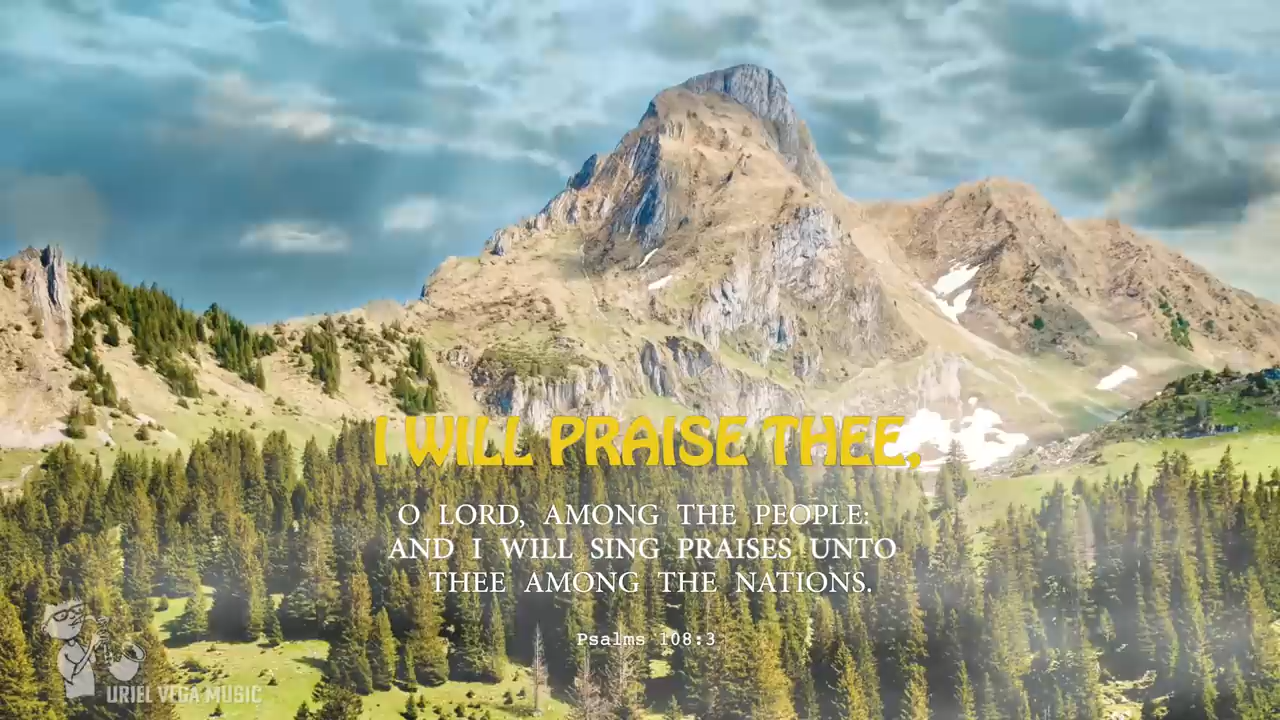 I WILL PRAISE THEE,
O LORD, AMONG THE PEOPLE:
AND I WILL SING PRAISES UNTO
THEE AMONG THE NATIONS.
Psalms 108:3
URIEL VEGA MUSIC